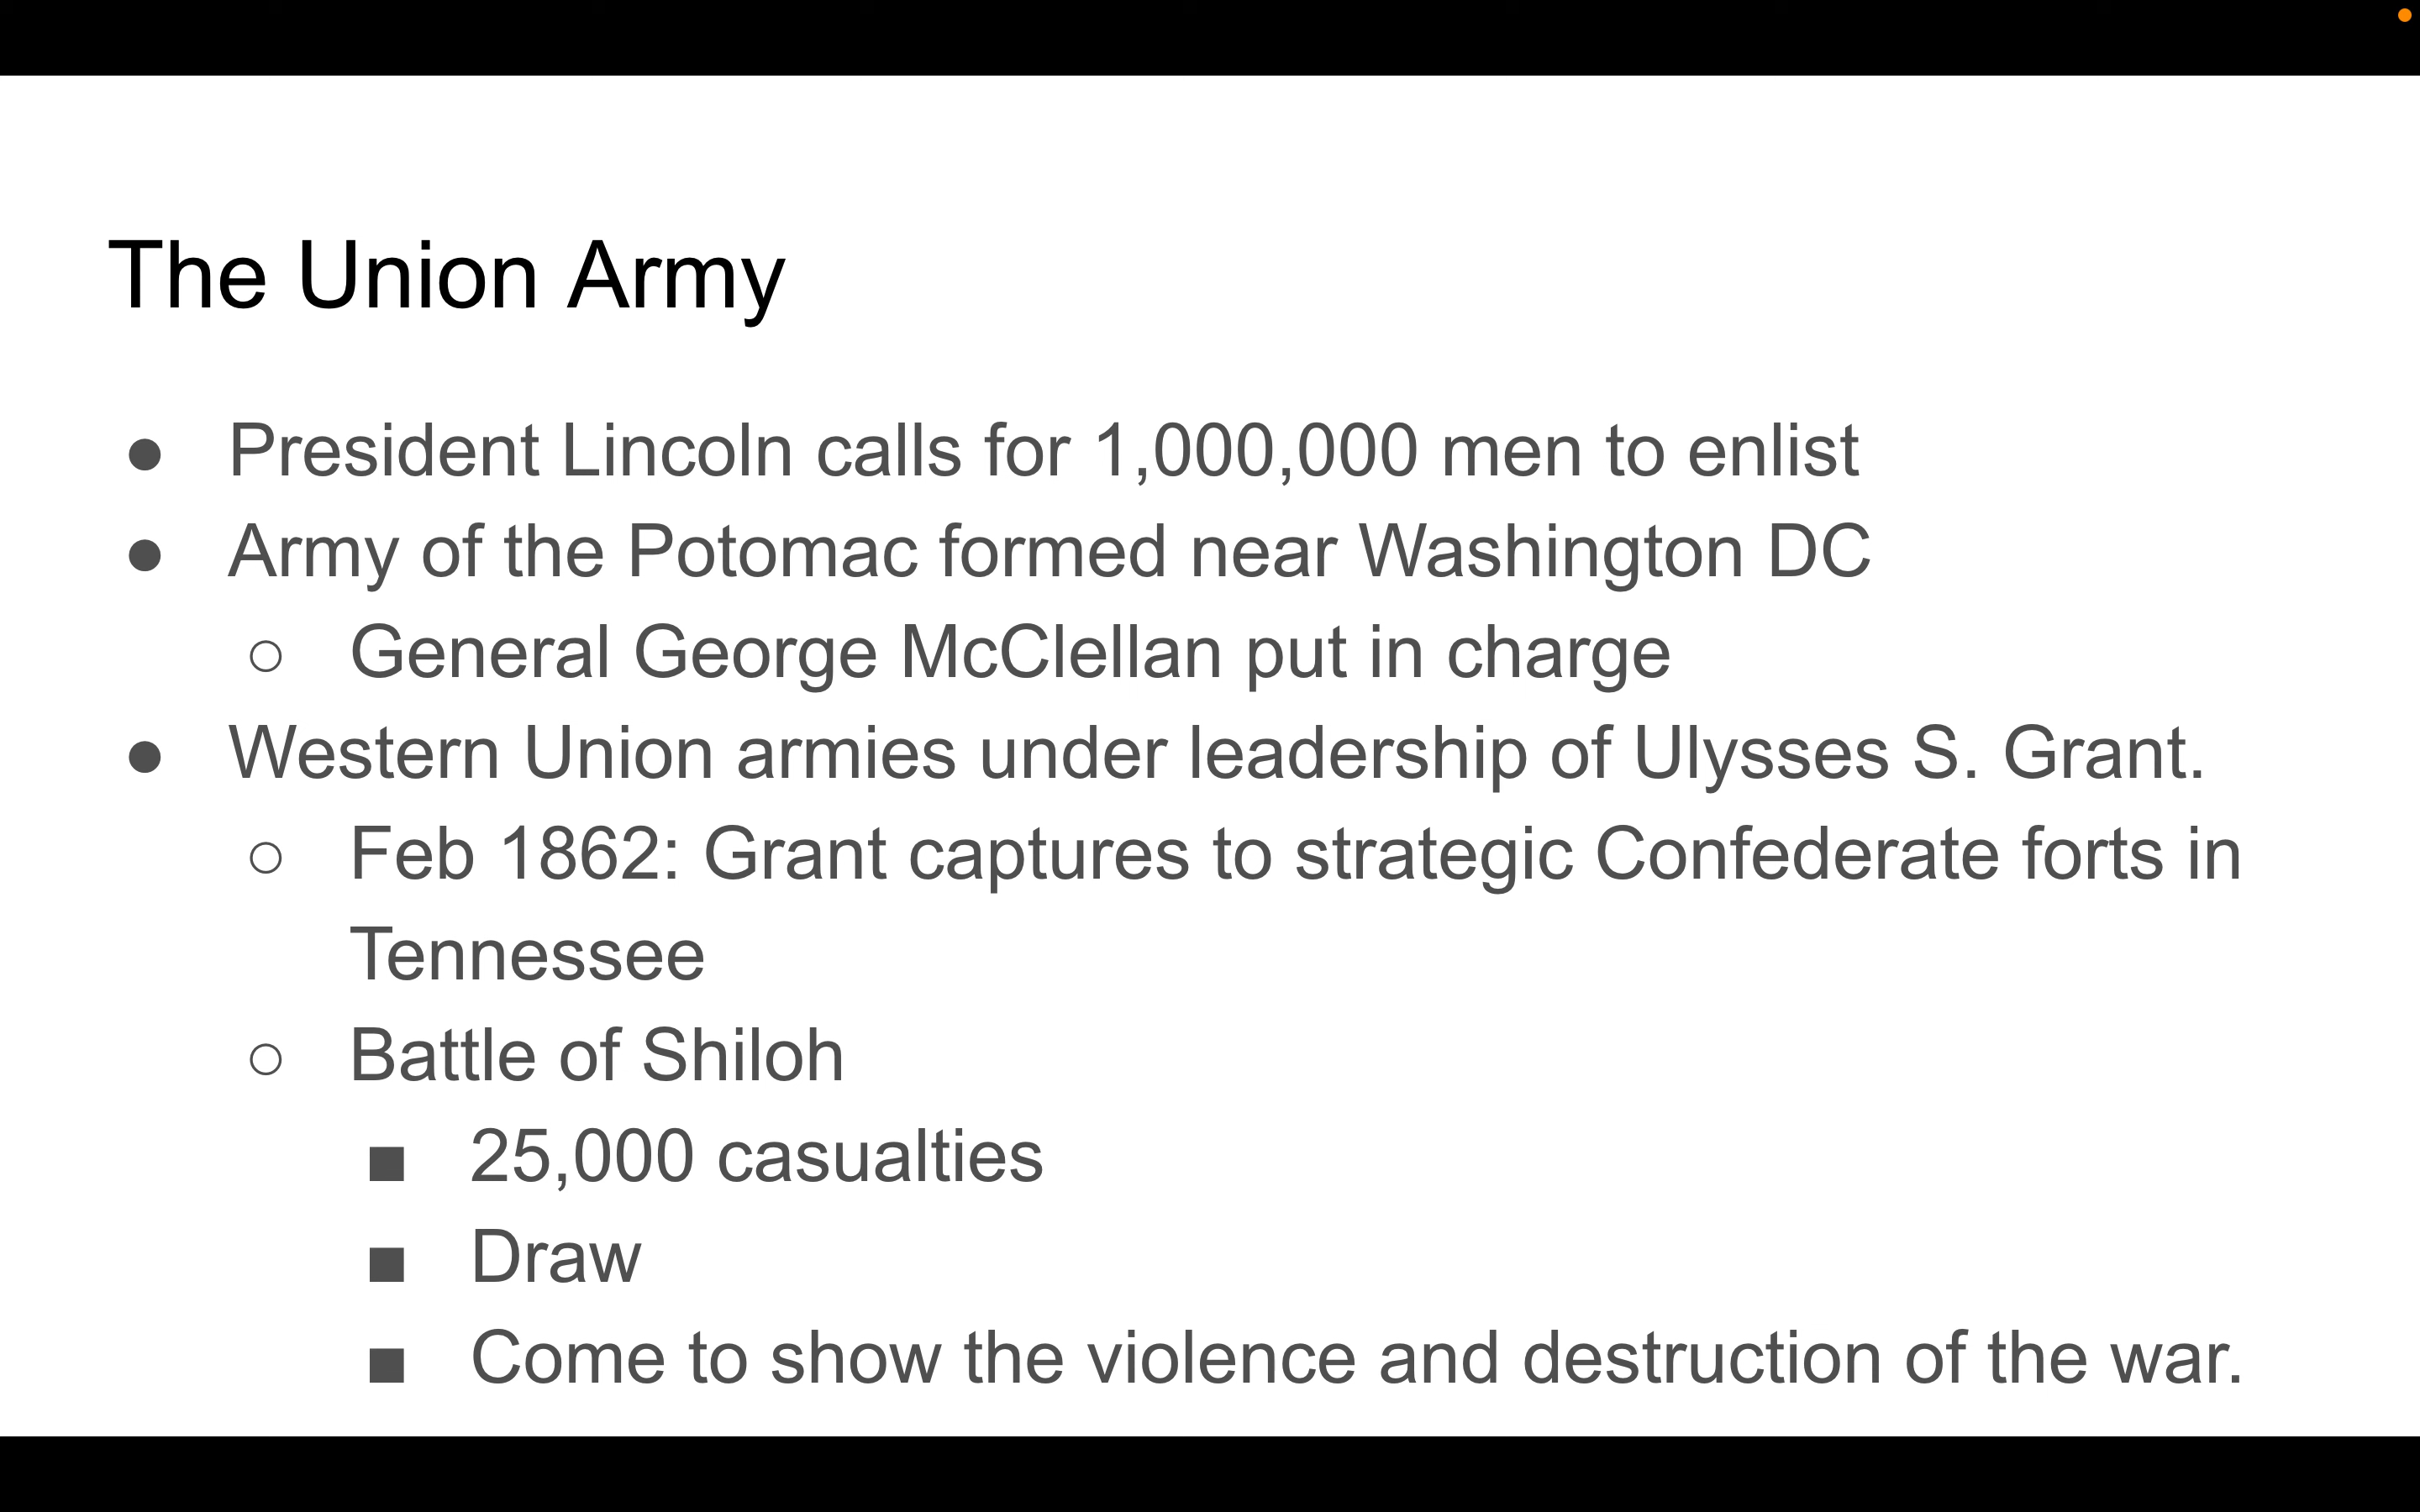 The Union Army
● President Lincoln calls for 1,000,000 men to enlist
● Army of the Potomac formed near Washington DC
○ General George McClellan put in charge
● Western Union armies under leadership of Ulysses S. Grant.
○ Feb 1862: Grant captures to strategic Confederate forts in
Tennessee
○ Battle of Shiloh
■ 25,000 casualties
■ Draw
■ Come to show the violence and destruction of the war.